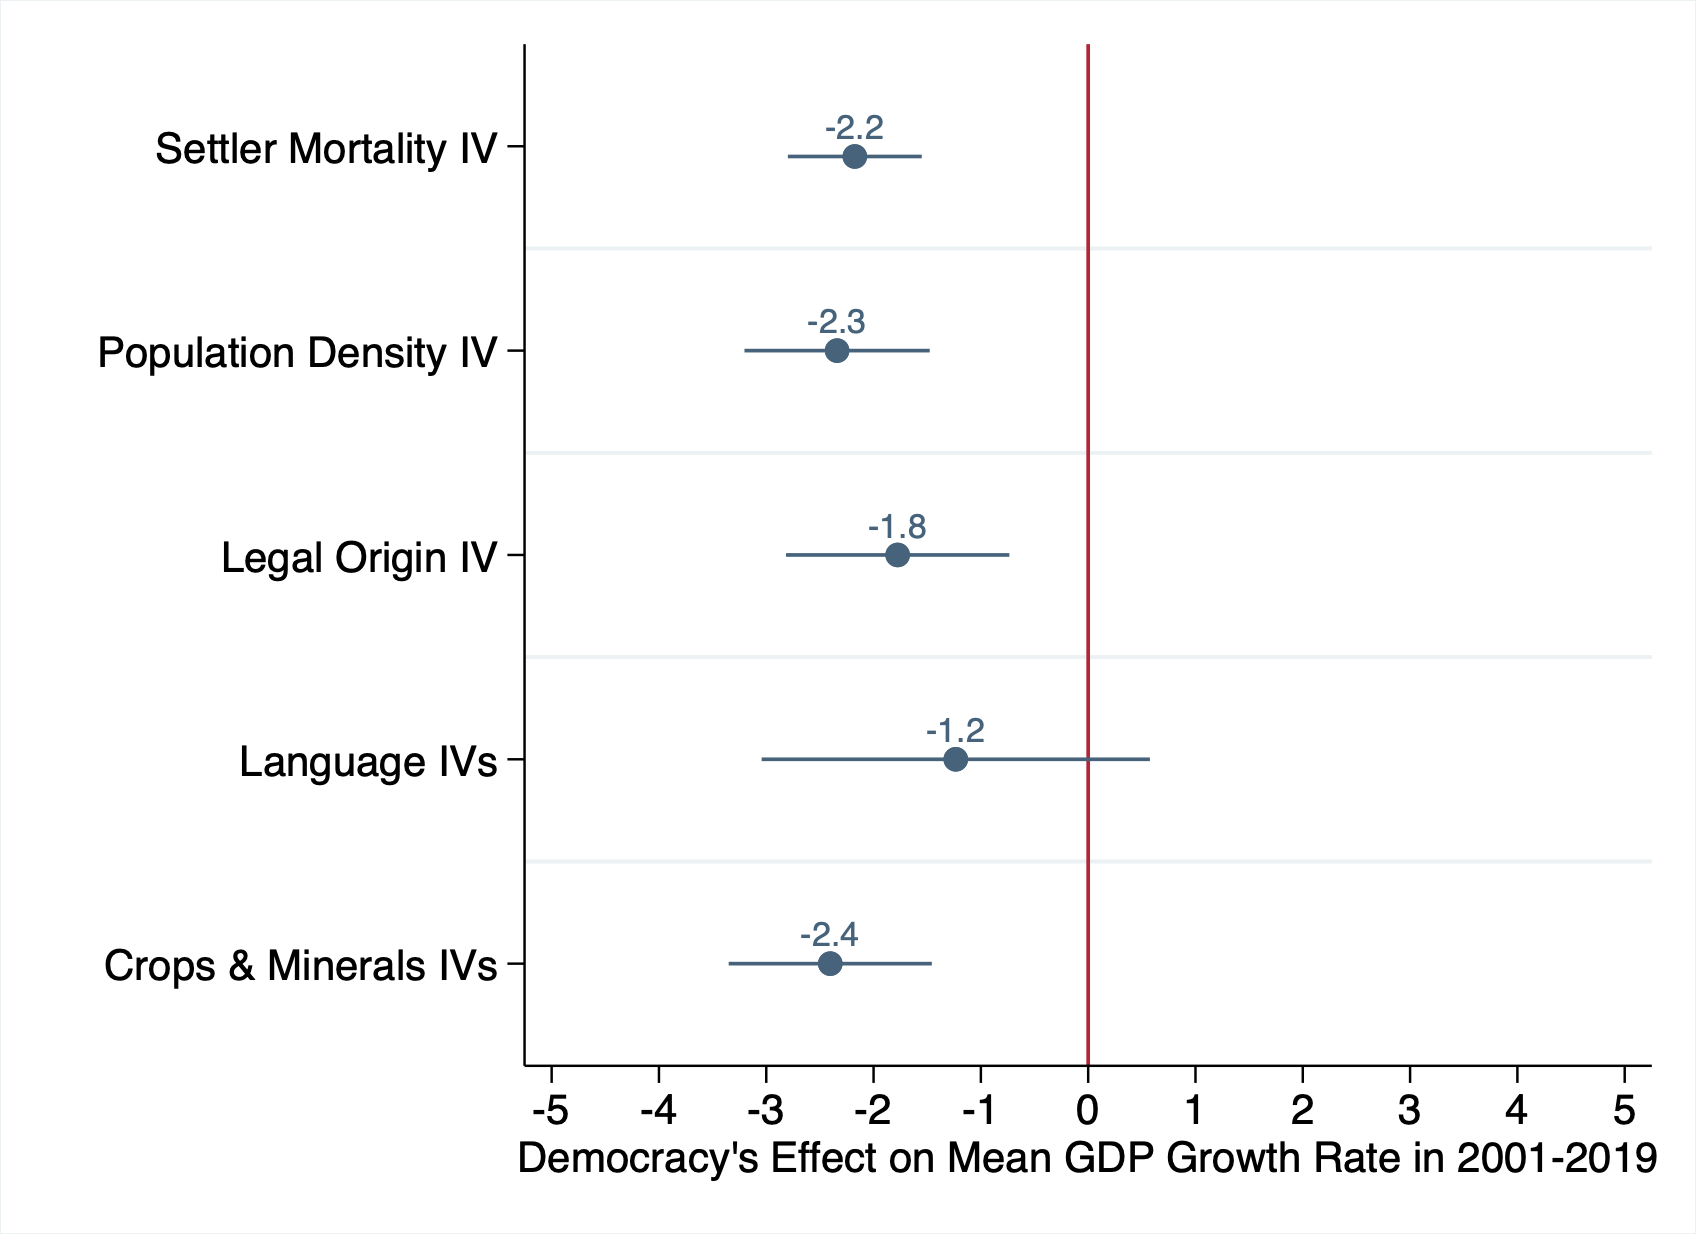 Settler Mortality IV
-2.2
Population Density IV
-2.3
Legal Origin IV
-1.8
Language IVs
-1.2
Crops & Minerals IVs
-2.4
-5 -4 -3 -2 -1 0 1 2 3 4 5
Democracy's Effect on Mean GDP Growth Rate in 2001-2019